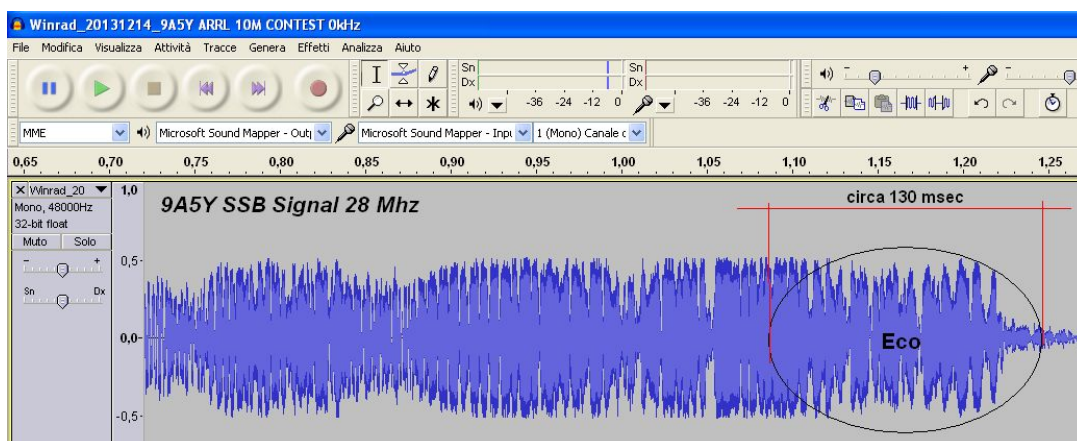 Winrad_20131214_9A5Y ARRL 10M CONTEST 0kHz
File Modifica Visualizza Attività Tracce Genera Effetti Analizza Aiuto
Sn
Dx
-36 -24 -12 0
Sn
Dx
-36 -24 -12 0
- +
-
MME
Microsoft Sound Mapper - Outp
Microsoft Sound Mapper - Inpu
1 (Mono) Canale c
0,65 0,70 0,75 0,80 0,85 0,90 0,95 1,00 1,05 1,10 1,15 1,20 1,25
Winrad_20
Mono, 48000Hz
32-bit float
Muto Solo
- +
Sn Dx
1,0
0,5
0,0
-0,5
9A5Y SSB Signal 28 Mhz
circa 130 msec
Eco